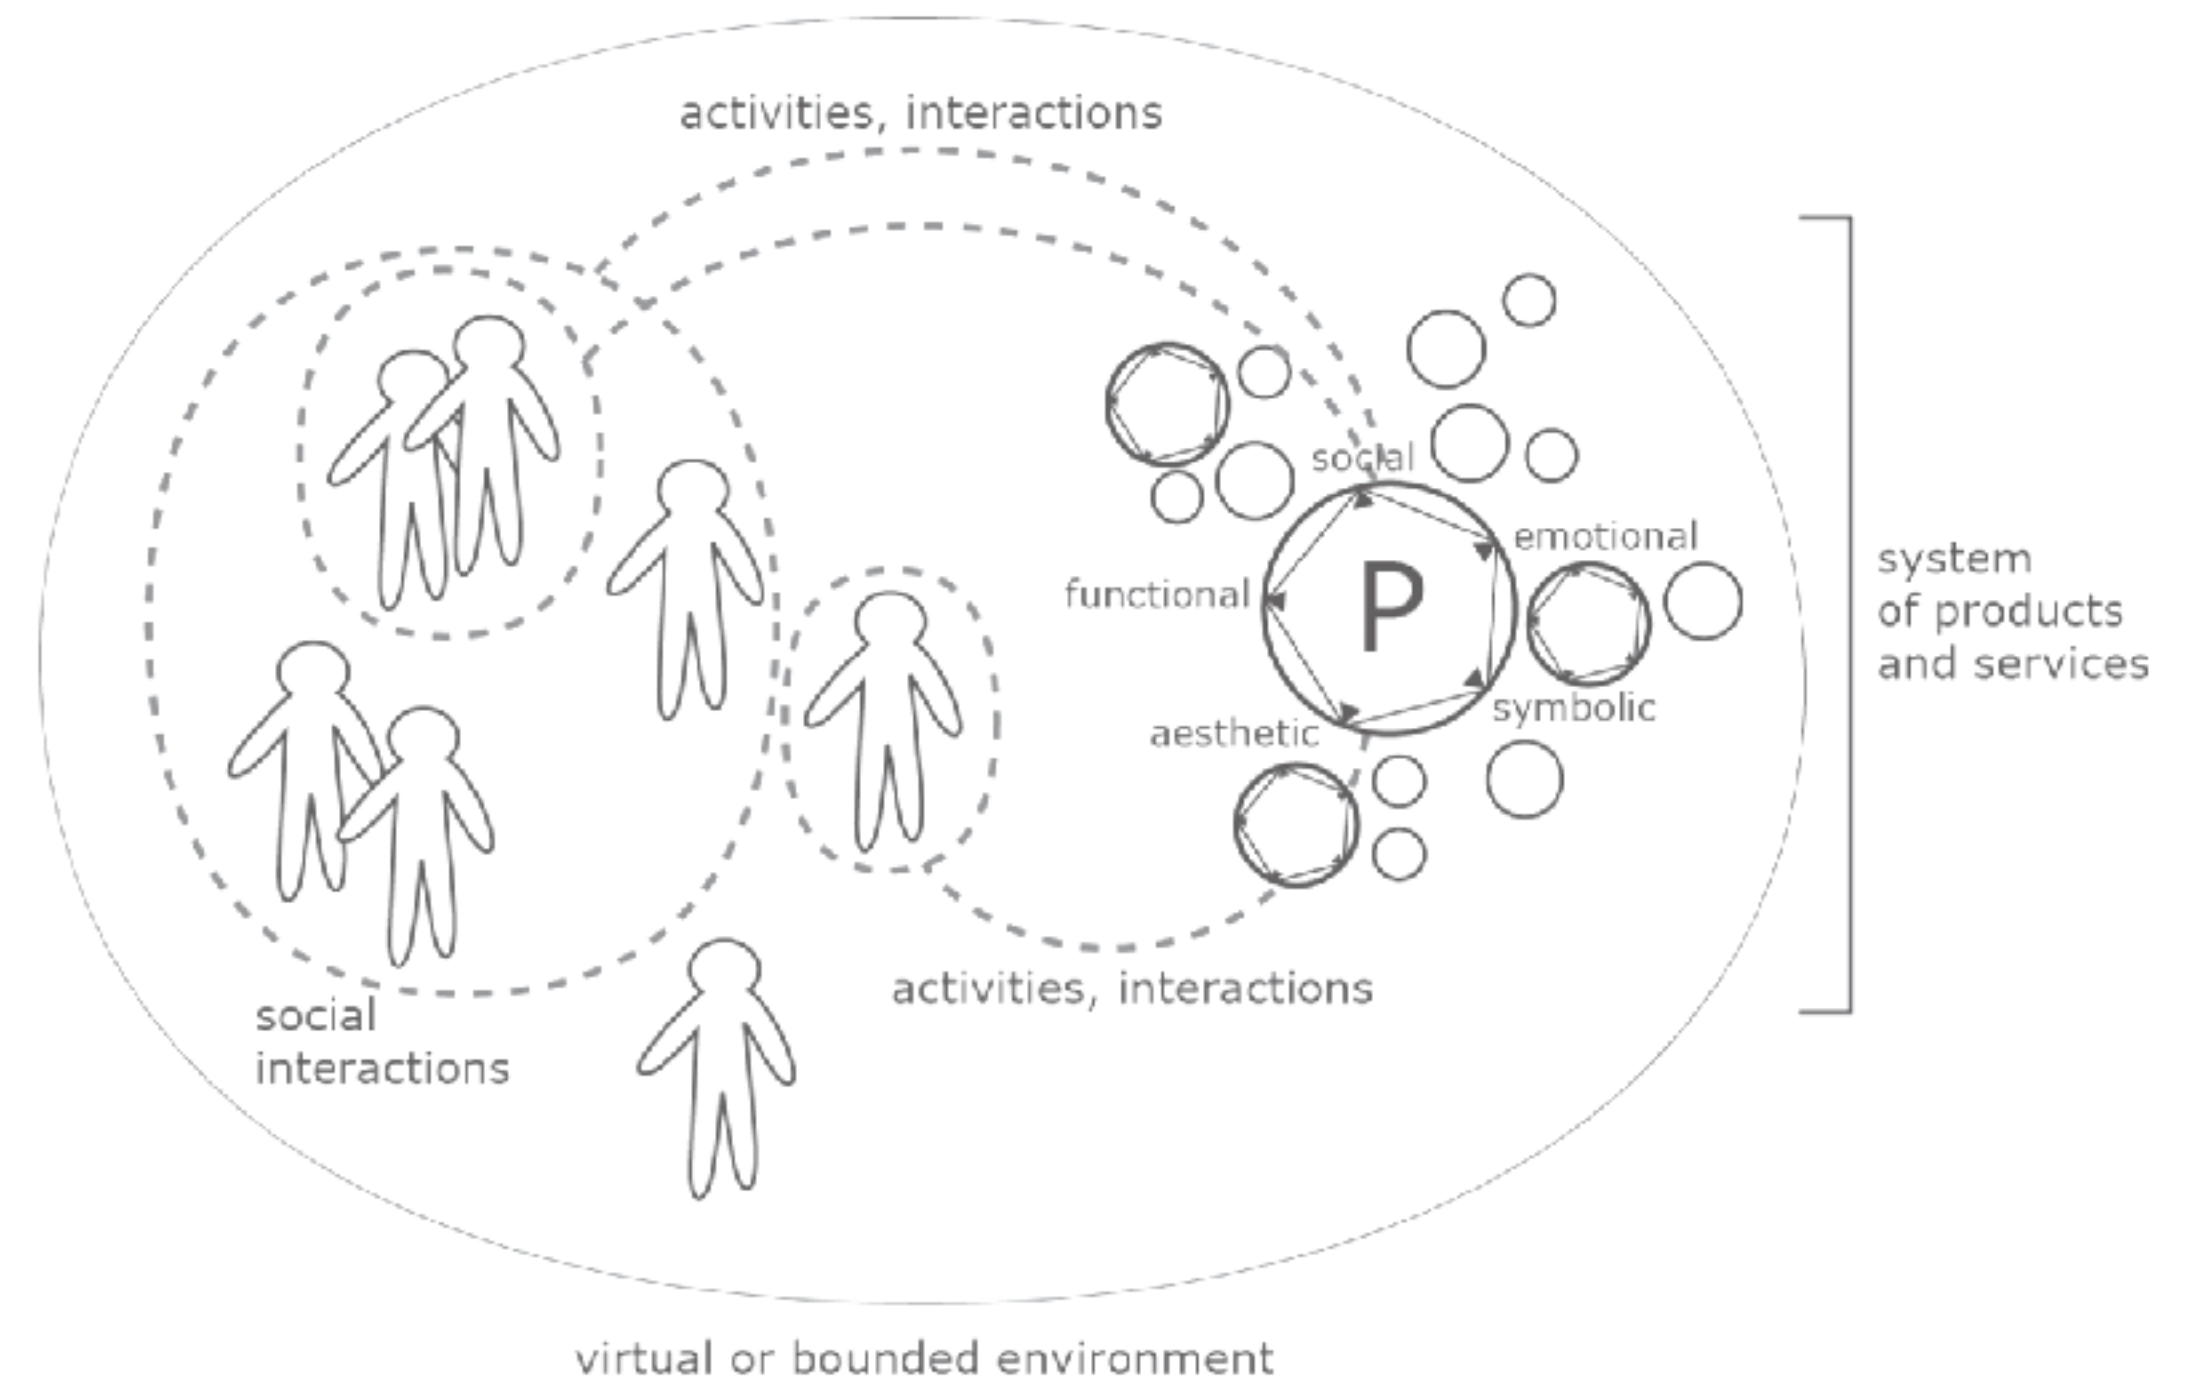 activities, interactions
social
emotional
functional
P
symbolic
aesthetic
system
of products
and services
activities, interactions
social
interactions
virtual or bounded environment